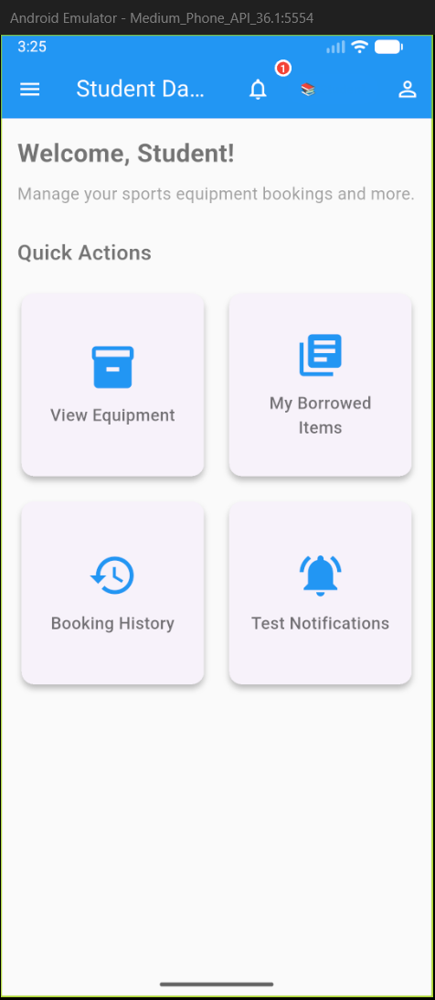 Android Emulator - Medium_Phone_API_36.1:5554
3:25
Student Da...
1
Welcome, Student!
Manage your sports equipment bookings and more.
Quick Actions
View Equipment
My Borrowed
Items
Booking History
Test Notifications